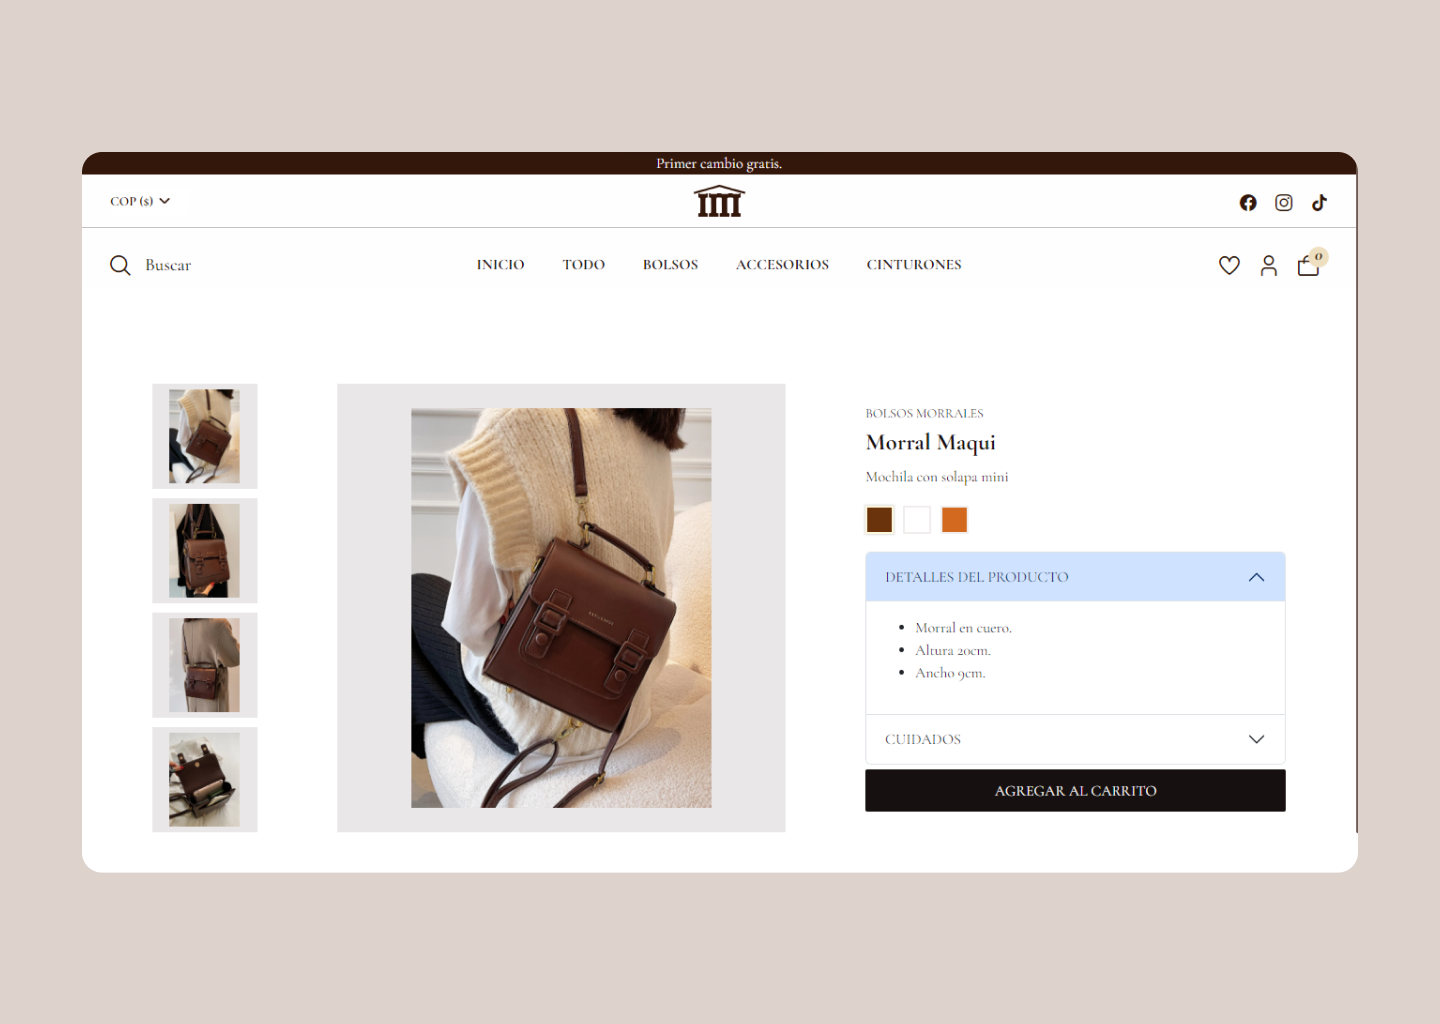 Primer cambio gratis.
COP ($)
Buscar
INICIO
TODO
BOLSOS
ACCESORIOS
CINTURONES
0
BOLSOS MORRALES
Morral Maqui
Mochila con solapa mini
DETALLES DEL PRODUCTO
Morral en cuero.
Altura 20cm.
Ancho 9cm.
CUIDADOS
AGREGAR AL CARRITO